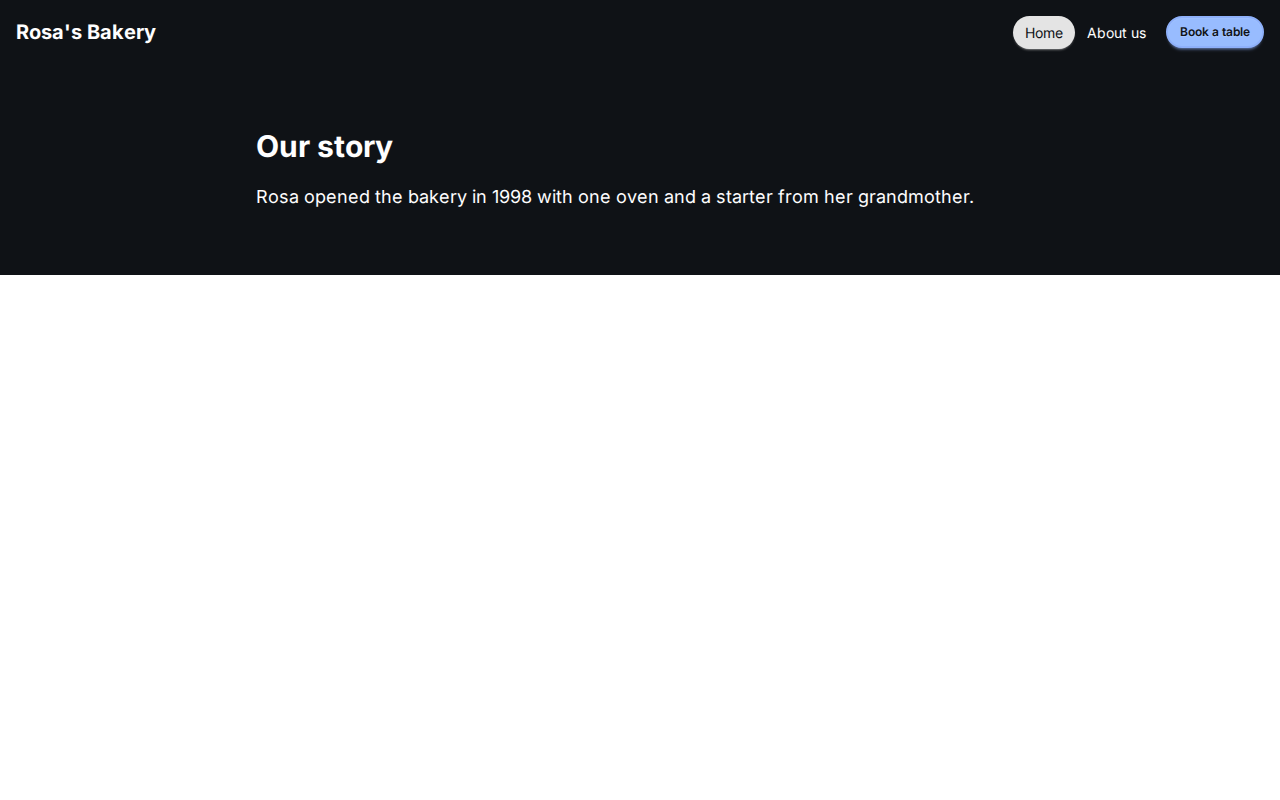 Rosa's Bakery
Home
About us
Book a table
Our story
Rosa opened the bakery in 1998 with one oven and a starter from her grandmother.